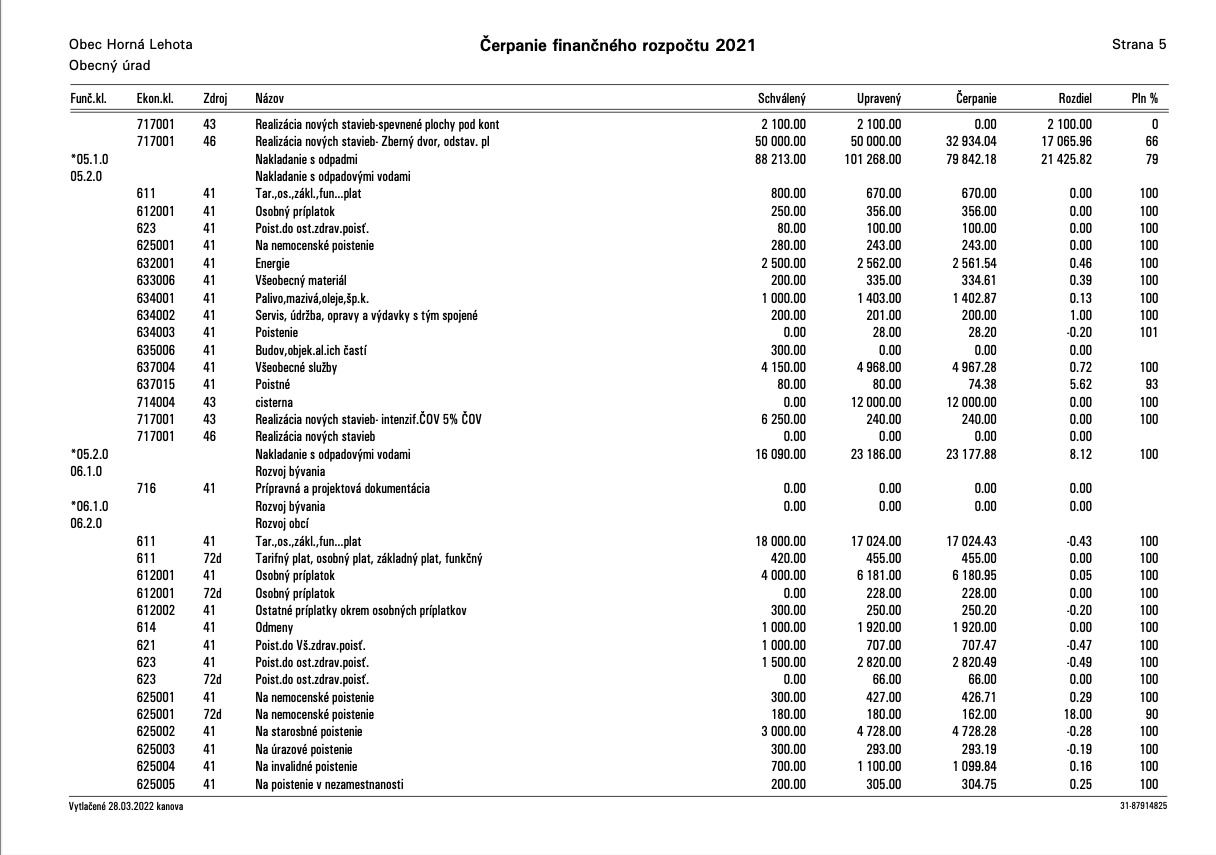 Obec Horná Lehota Čerpanie finančného rozpočtu 2021 Strana 5
Obecný úrad
Funč.kl. Ekon.kl. Zdroj Názov Schválený Upravený Čerpanie Rozdiel Pln %
717001 43 Realizácia nových stavieb-spevnené plochy pod kont 2 100.00 2 100.00 0.00 2 100.00 0
717001 46 Realizácia nových stavieb- Zberný dvor, odstav. pl 50 000.00 50 000.00 32 934.04 17 065.96 66
*05.1.0 Nakladanie s odpadmi 88 213.00 101 268.00 79 842.18 21 425.82 79
05.2.0 Nakladanie s odpadovými vodami
611 41 Tar.,os.,zákl.,fun...plat 800.00 670.00 670.00 0.00 100
612001 41 Osobný príplatok 250.00 356.00 356.00 0.00 100
623 41 Poist.do ost.zdrav.poisť. 80.00 100.00 100.00 0.00 100
625001 41 Na nemocenské poistenie 280.00 243.00 243.00 0.00 100
632001 41 Energie 2 500.00 2 562.00 2 561.54 0.46 100
633006 41 Všeobecný materiál 200.00 335.00 334.61 0.39 100
634001 41 Palivo,mazivá,oleje,šp.k. 1 000.00 1 403.00 1 402.87 0.13 100
634002 41 Servis, údržba, opravy a výdavky s tým spojené 200.00 201.00 200.00 1.00 100
634003 41 Poistenie 0.00 28.00 28.20 -0.20 101
635006 41 Budov,objek.al.ich častí 300.00 0.00 0.00 0.00
637004 41 Všeobecné služby 4 150.00 4 968.00 4 967.28 0.72 100
637015 41 Poistné 80.00 80.00 74.38 5.62 93
714004 43 cisterna 0.00 12 000.00 12 000.00 0.00 100
717001 43 Realizácia nových stavieb- intenzif.ČOV 5% ČOV 6 250.00 240.00 240.00 0.00 100
717001 46 Realizácia nových stavieb 0.00 0.00 0.00 0.00
*05.2.0 Nakladanie s odpadovými vodami 16 090.00 23 186.00 23 177.88 8.12 100
06.1.0 Rozvoj bývania
716 41 Prípravná a projektová dokumentácia 0.00 0.00 0.00 0.00
*06.1.0 Rozvoj bývania 0.00 0.00 0.00 0.00
06.2.0 Rozvoj obcí
611 41 Tar.,os.,zákl.,fun...plat 18 000.00 17 024.00 17 024.43 -0.43 100
611 72d Tarifný plat, osobný plat, základný plat, funkčný 420.00 455.00 455.00 0.00 100
612001 41 Osobný príplatok 4 000.00 6 181.00 6 180.95 0.05 100
612001 72d Osobný príplatok 0.00 228.00 228.00 0.00 100
612002 41 Ostatné príplatky okrem osobných príplatkov 300.00 250.00 250.20 -0.20 100
614 41 Odmeny 1 000.00 1 920.00 1 920.00 0.00 100
621 41 Poist.do Vš.zdrav.poisť. 1 000.00 707.00 707.47 -0.47 100
623 41 Poist.do ost.zdrav.poisť. 1 500.00 2 820.00 2 820.49 -0.49 100
623 72d Poist.do ost.zdrav.poisť. 0.00 66.00 66.00 0.00 100
625001 41 Na nemocenské poistenie 300.00 427.00 426.71 0.29 100
625001 72d Na nemocenské poistenie 180.00 180.00 162.00 18.00 90
625002 41 Na starosbné poistenie 3 000.00 4 728.00 4 728.28 -0.28 100
625003 41 Na úrazové poistenie 300.00 293.00 293.19 -0.19 100
625004 41 Na invalidné poistenie 700.00 1 100.00 1 099.84 0.16 100
625005 41 Na poistenie v nezamestnanosti 200.00 305.00 304.75 0.25 100
Vytlačené 28.03.2022 kanova 31-87914825